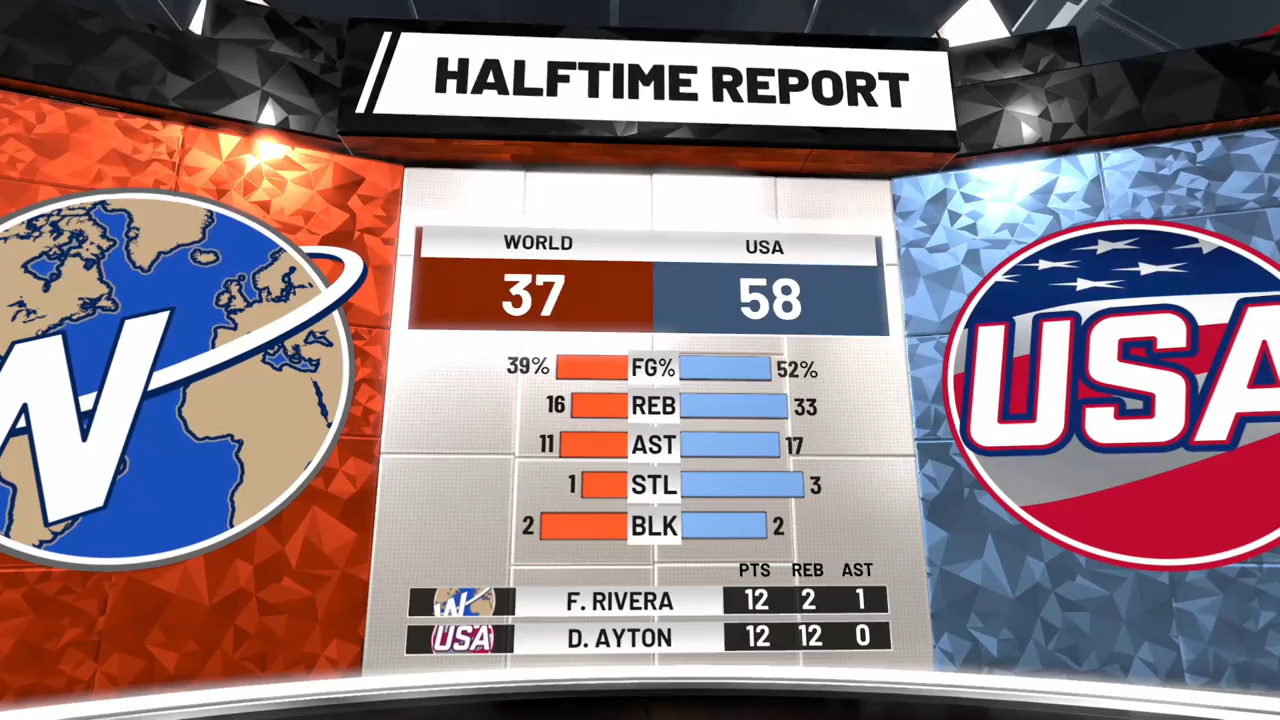 HALFTIME REPORT
WORLD USA
37 58
39% FG% 52%
16 REB 33
11 AST 17
1 STL 3
2 BLK 2
W
USA
PTS REB AST
W F. RIVERA 12 2 1
USA D. AYTON 12 12 0